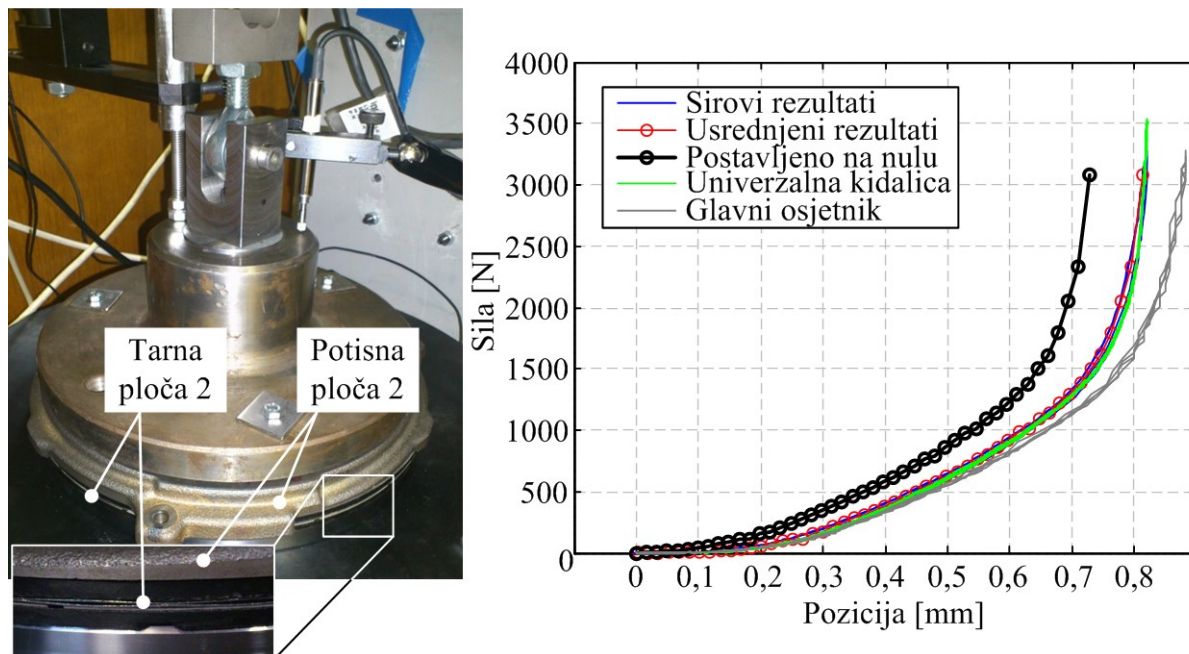 Tarna
ploča 2
Potisna
ploča 2
4000
3500
3000
2500
2000
1500
1000
500
0
Sila [N]
Sirovi rezultati
Usrednjeni rezultati
Postavljeno na nulu
Univerzalna kidalica
Glavni osjetnik
0 0,1 0,2 0,3 0,4 0,5 0,6 0,7 0,8
Pozicija [mm]